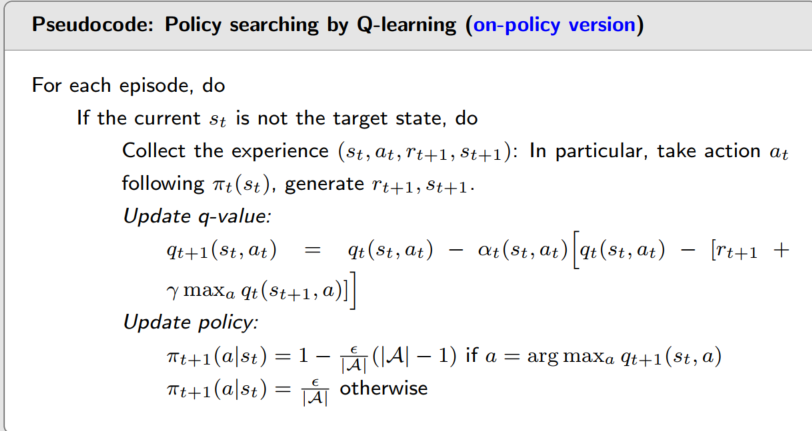 Pseudocode: Policy searching by Q-learning (on-policy version)
For each episode, do
If the current $s_t$ is not the target state, do
Collect the experience $(s_t, a_t, r_{t+1}, s_{t+1})$: In particular, take action $a_t$
following $\pi_t(s_t)$, generate $r_{t+1}, s_{t+1}$.
Update q-value:
$q_{t+1}(s_t, a_t) = q_t(s_t, a_t) - \alpha_t(s_t, a_t)\Big[q_t(s_t, a_t) - [r_{t+1} +$
$\gamma \max_a q_t(s_{t+1}, a)]\Big]$
Update policy:
$\pi_{t+1}(a|s_t) = 1 - \frac{\epsilon}{|\mathcal{A}|}(|\mathcal{A}| - 1)$ if $a = \arg\max_a q_{t+1}(s_t, a)$
$\pi_{t+1}(a|s_t) = \frac{\epsilon}{|\mathcal{A}|}$ otherwise